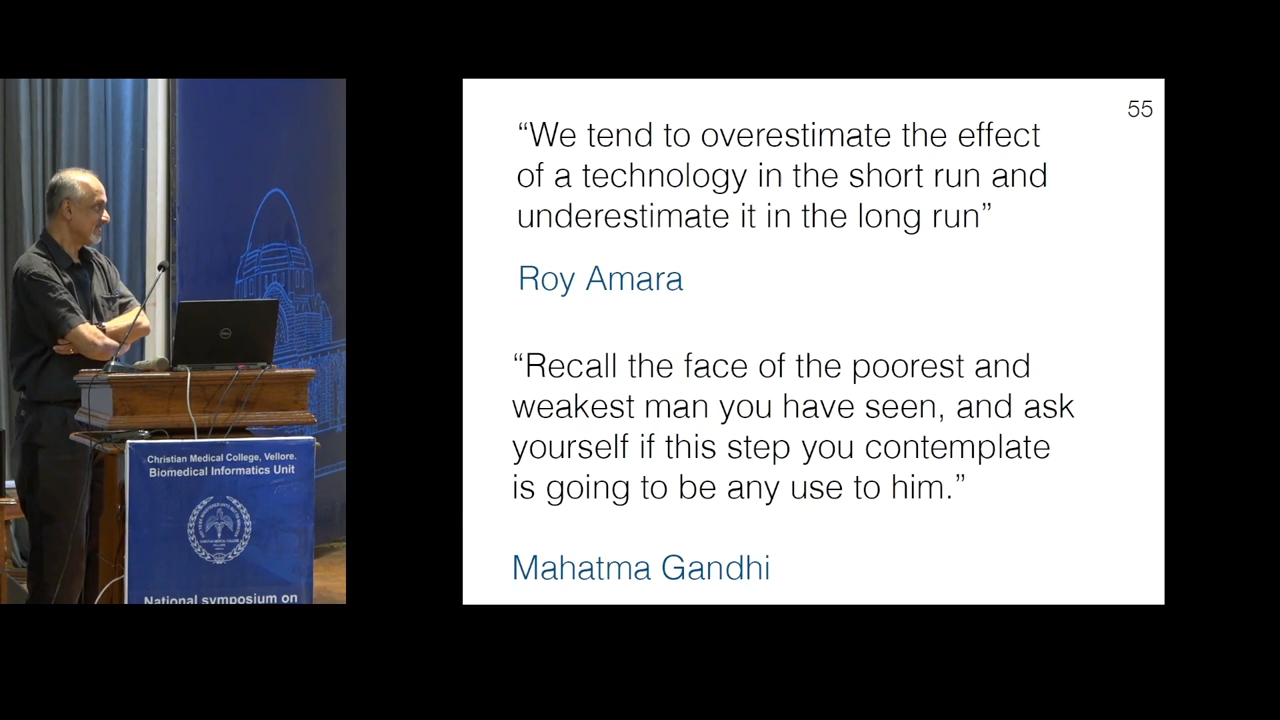 55
“We tend to overestimate the effect
of a technology in the short run and
underestimate it in the long run”
Roy Amara
“Recall the face of the poorest and
weakest man you have seen, and ask
yourself if this step you contemplate
is going to be any use to him.”
Mahatma Gandhi
DELL
Christian Medical College, Vellore.
Biomedical Informatics Unit
National symposium on